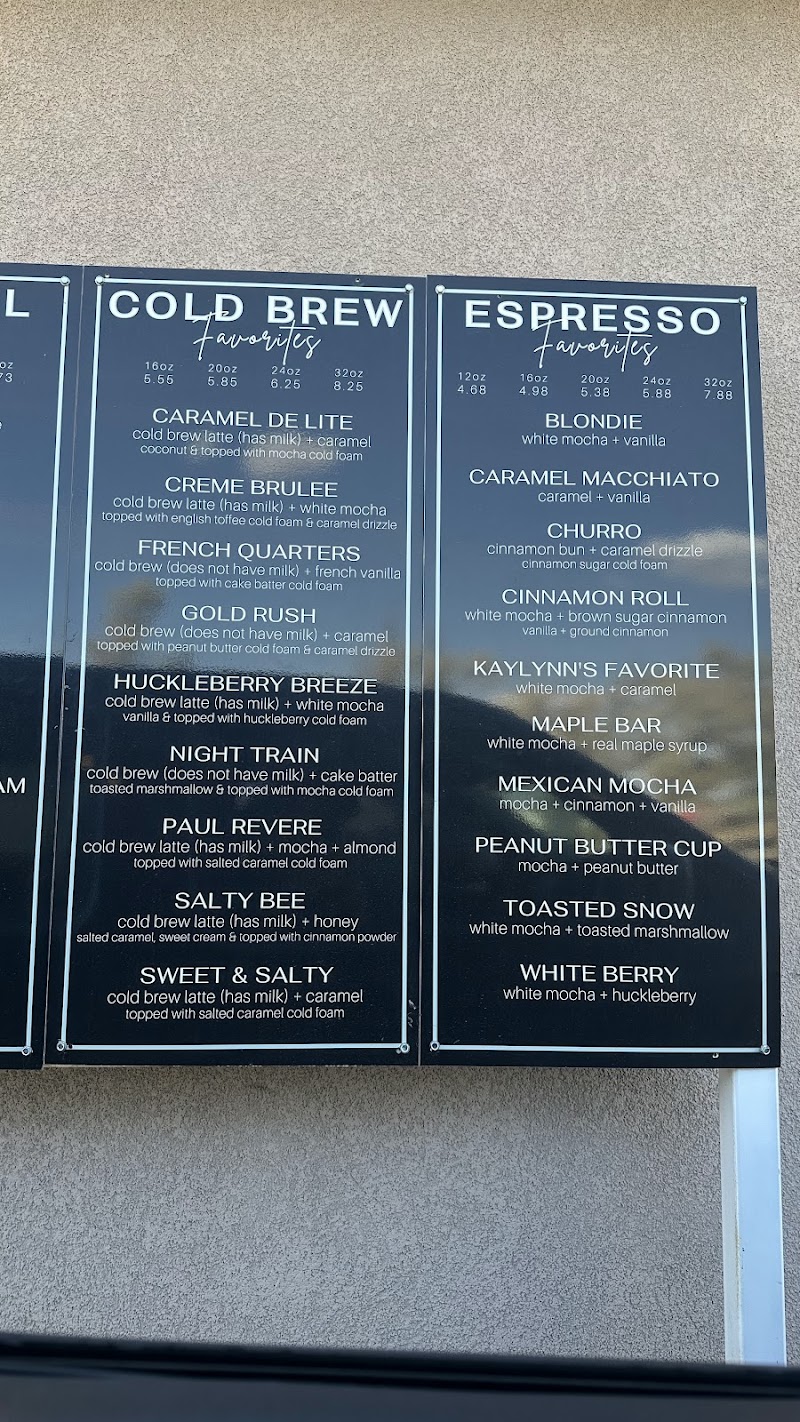 L
oz
73
AM
COLD BREW
Favorites
16oz 20oz 24oz 32oz
5.55 5.85 6.25 8.25
CARAMEL DE LITE
cold brew latte (has milk) + caramel
coconut & topped with mocha cold foam
CREME BRULEE
cold brew latte (has milk) + white mocha
topped with english toffee cold foam & caramel drizzle
FRENCH QUARTERS
cold brew (does not have milk) + french vanilla
topped with cake batter cold foam
GOLD RUSH
cold brew (does not have milk) + caramel
topped with peanut butter cold foam & caramel drizzle
HUCKLEBERRY BREEZE
cold brew latte (has milk) + white mocha
vanilla & topped with huckleberry cold foam
NIGHT TRAIN
cold brew (does not have milk) + cake batter
toasted marshmallow & topped with mocha cold foam
PAUL REVERE
cold brew latte (has milk) + mocha + almond
topped with salted caramel cold foam
SALTY BEE
cold brew latte (has milk) + honey
salted caramel, sweet cream & topped with cinnamon powder
SWEET & SALTY
cold brew latte (has milk) + caramel
topped with salted caramel cold foam
ESPRESSO
Favorites
12oz 16oz 20oz 24oz 32oz
4.68 4.98 5.38 5.88 7.88
BLONDIE
white mocha + vanilla
CARAMEL MACCHIATO
caramel + vanilla
CHURRO
cinnamon bun + caramel drizzle
cinnamon sugar cold foam
CINNAMON ROLL
white mocha + brown sugar cinnamon
vanilla + ground cinnamon
KAYLYNN'S FAVORITE
white mocha + caramel
MAPLE BAR
white mocha + real maple syrup
MEXICAN MOCHA
mocha + cinnamon + vanilla
PEANUT BUTTER CUP
mocha + peanut butter
TOASTED SNOW
white mocha + toasted marshmallow
WHITE BERRY
white mocha + huckleberry